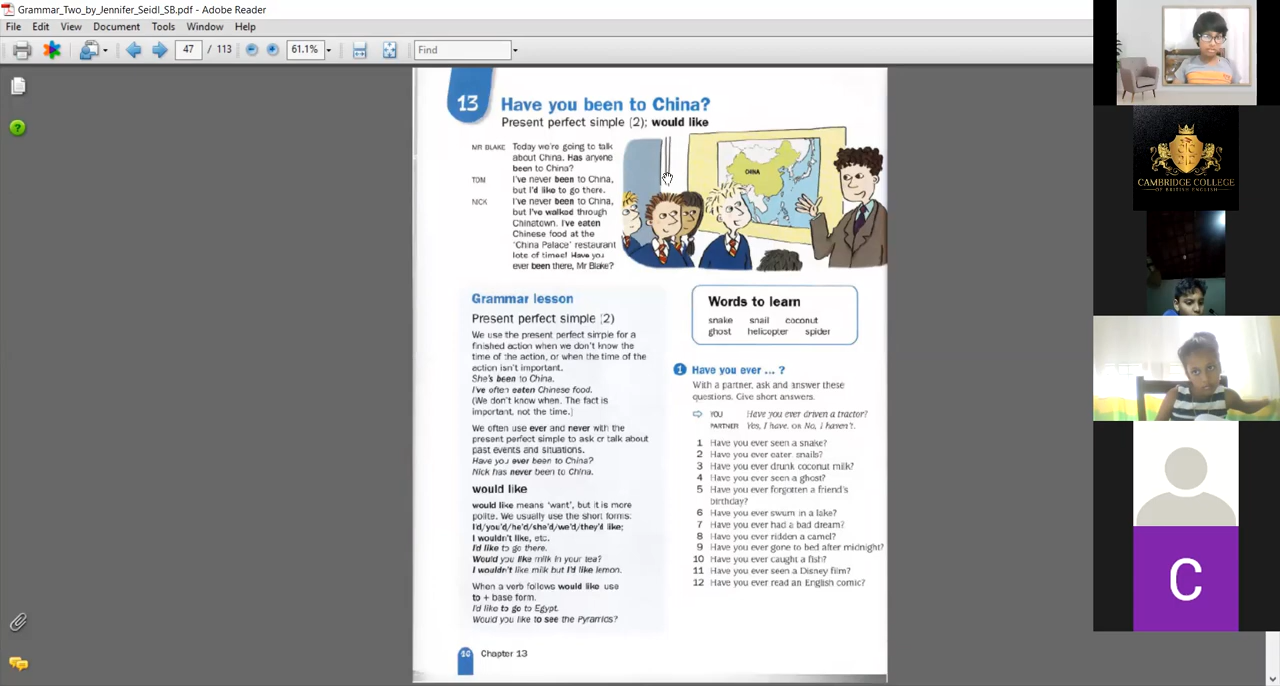 Grammar_Two_by_Jennifer_Seidl_SB.pdf - Adobe Reader
File Edit View Document Tools Window Help
47 / 113 61.1% Find
13 Have you been to China?
Present perfect simple (2); would like
MR BLAKE Today we're going to talk
about China. Has anyone
been to China?
TOM I've never been to China,
but I'd like to go there.
NICK I've never been to China,
but I've walked through
Chinatown. I've eaten
Chinese food at the
'China Palace' restaurant
lots of times! Have you
ever been there, Mr Blake?
CHINA
Grammar lesson
Present perfect simple (2)
We use the present perfect simple for a
finished action when we don't know the
time of the action, or when the time of the
action isn't important.
She's been to China.
I've often eaten Chinese food.
(We don't know when. The fact is
important, not the time.)
We often use ever and never with the
present perfect simple to ask or talk about
past events and situations.
Have you ever been to China?
Nick has never been to China.
would like
would like means 'want', but it is more
polite. We usually use the short forms:
I'd/you'd/he'd/she'd/we'd/they'd like;
I wouldn't like, etc.
I'd like to go there.
Would you like milk in your tea?
I wouldn't like milk but I'd like lemon.
When a verb follows would like use
to + base form.
I'd like to go to Egypt.
Would you like to see the Pyramids?
Words to learn
snake snail coconut
ghost helicopter spider
1 Have you ever ... ?
With a partner, ask and answer these
questions. Give short answers.
YOU Have you ever driven a tractor?
PARTNER Yes, I have. OR No, I haven't.
1 Have you ever seen a snake?
2 Have you ever eaten snails?
3 Have you ever drunk coconut milk?
4 Have you ever seen a ghost?
5 Have you ever forgotten a friend's
birthday?
6 Have you ever swum in a lake?
7 Have you ever had a bad dream?
8 Have you ever ridden a camel?
9 Have you ever gone to bed after midnight?
10 Have you ever caught a fish?
11 Have you ever seen a Disney film?
12 Have you ever read an English comic?
Chapter 13
CAMBRIDGE COLLEGE
OF BRITISH ENGLISH
C